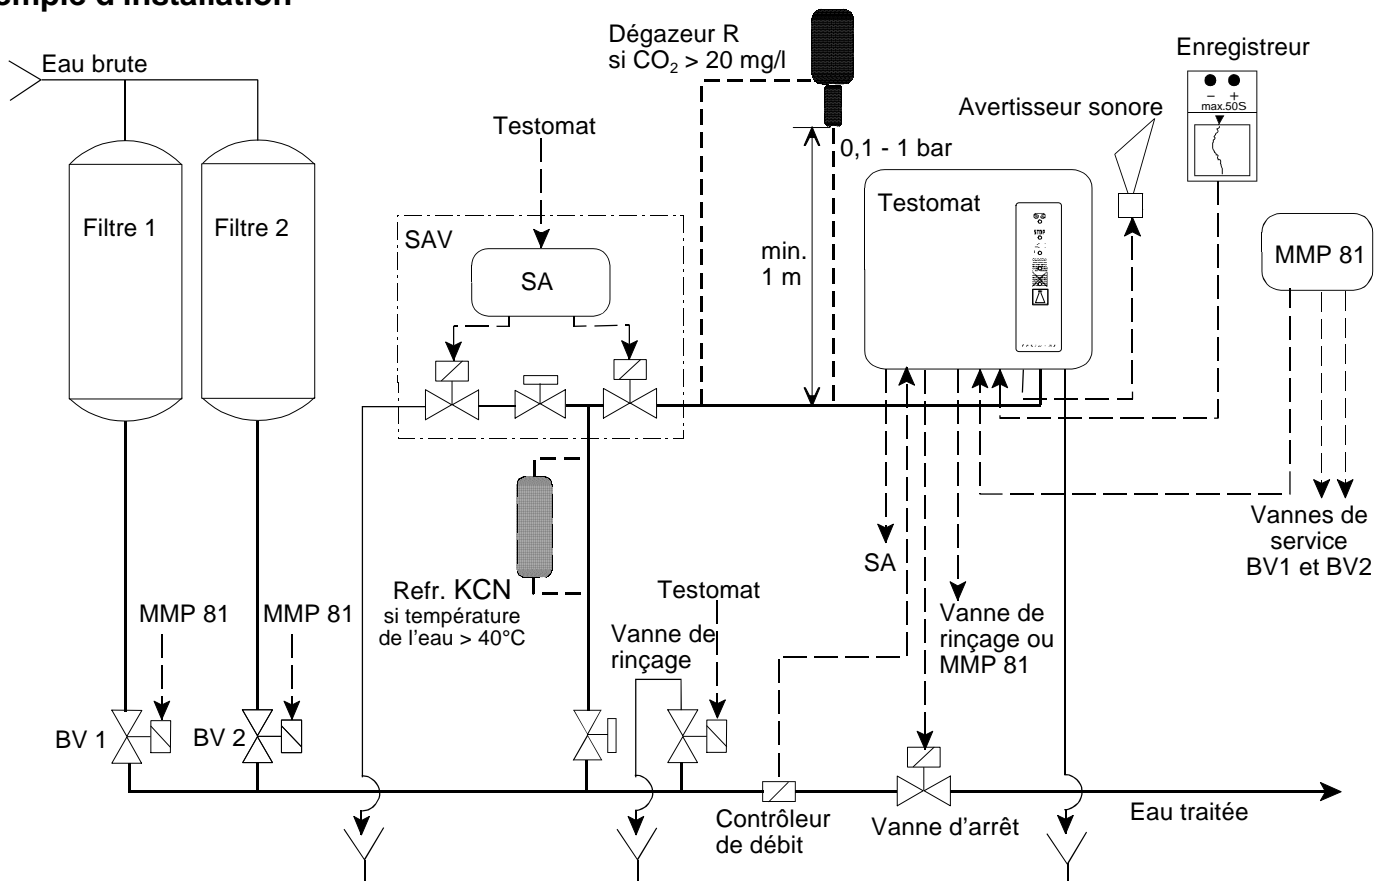 Eau brute
Dégazeur R
si CO₂ > 20 mg/l
Enregistreur
– +
max.50S
Avertisseur sonore
Testomat
0,1 - 1 bar
Testomat
Filtre 1
Filtre 2
SAV
SA
min.
1 m
MMP 81
Vannes de
service
BV1 et BV2
SA
Refr. KCN
si température
de l'eau > 40°C
Testomat
MMP 81
MMP 81
Vanne de
rinçage
Vanne de
rinçage ou
MMP 81
BV 1
BV 2
Contrôleur
de débit
Vanne d'arrêt
Eau traitée